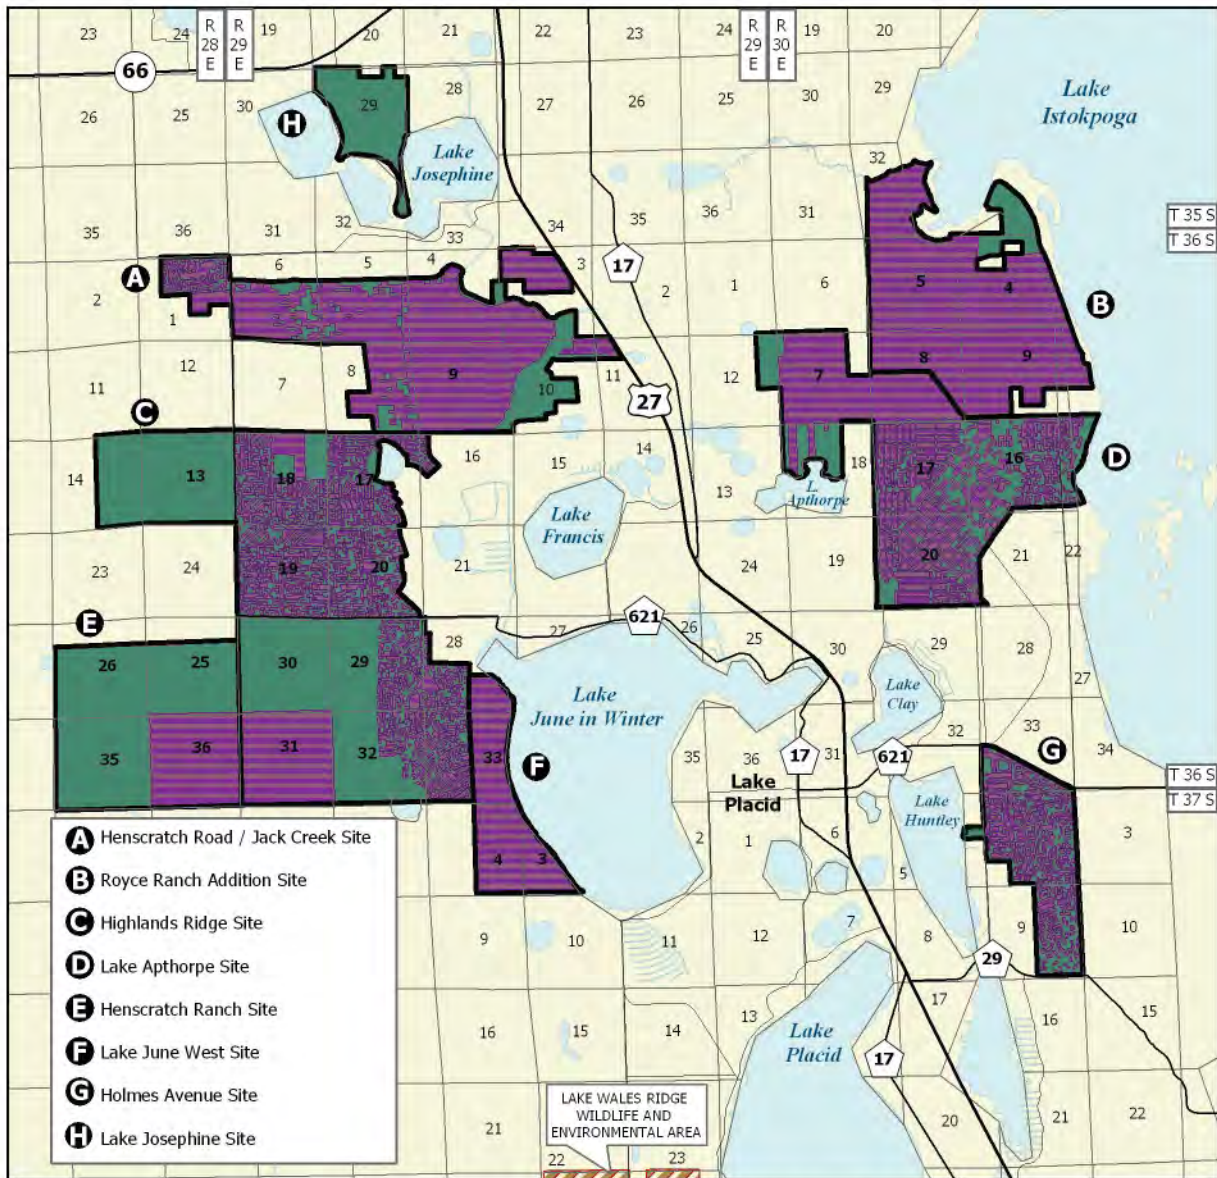 23
24
R
28
E
R
29
E
19
20
21
22
23
24
R
29
E
R
30
E
19
20
66
26
25
30
29
28
27
26
25
30
29
Lake
Istokpoga
H
Lake
Josephine
32
35
36
31
32
33
34
35
36
31
T 35 S
T 36 S
A
6
5
4
3
17
2
1
2
1
6
5
4
B
11
12
7
8
9
10
11
27
12
7
8
9
C
14
13
18
17
16
15
14
13
L.
Apthorpe
18
17
16
D
Lake
Francis
23
24
19
20
21
24
19
20
21
22
E
621
27
26
25
28
30
29
28
27
26
25
30
29
Lake
June in Winter
Lake
Clay
35
36
31
32
33
F
35
36
17
31
621
32
33
G
34
Lake
Placid
T 36 S
T 37 S
Lake
Huntley
4
3
2
1
6
5
3
A Henscratch Road / Jack Creek Site
B Royce Ranch Addition Site
C Highlands Ridge Site
D Lake Apthorpe Site
E Henscratch Ranch Site
F Lake June West Site
G Holmes Avenue Site
H Lake Josephine Site
9
10
11
12
7
8
9
10
29
16
15
14
13
Lake
Placid
17
17
16
15
LAKE WALES RIDGE
WILDLIFE AND
ENVIRONMENTAL AREA
21
22
23
20
21
22